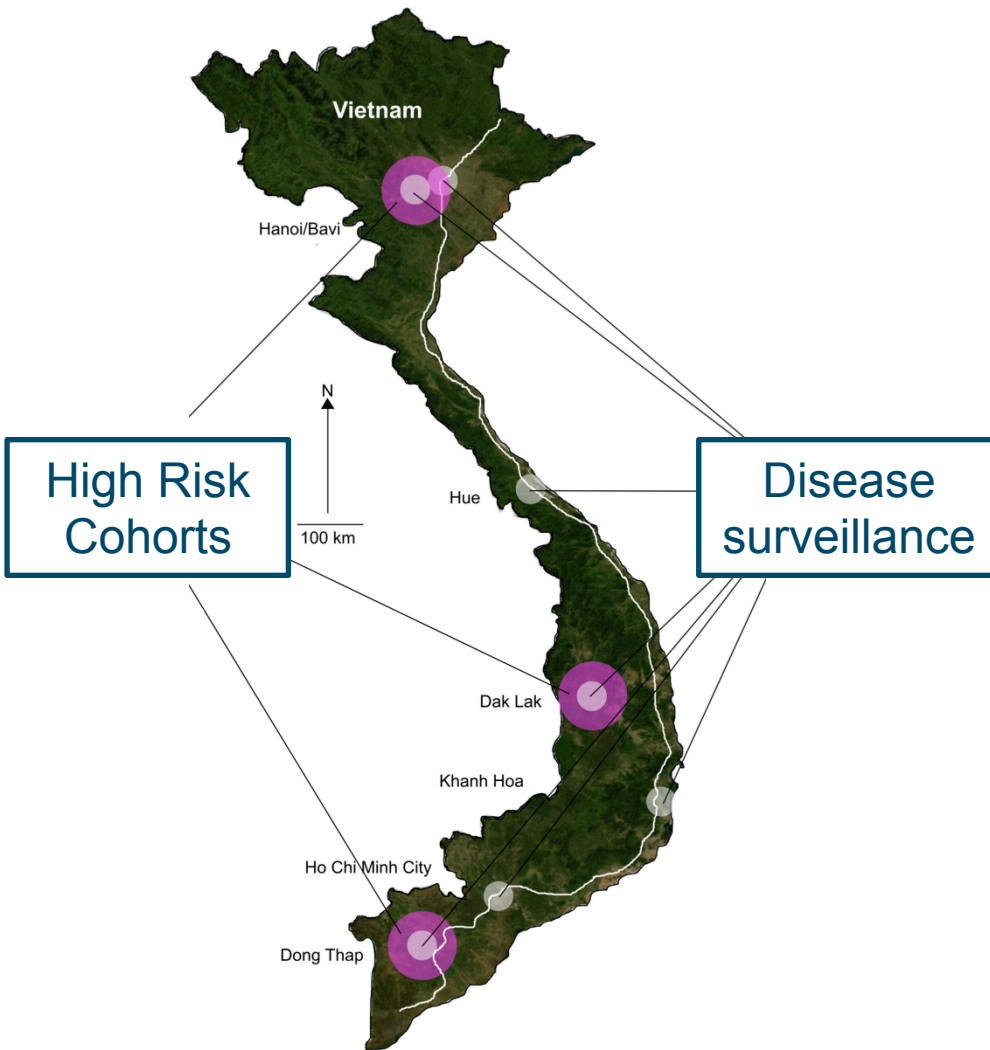 Vietnam
Hanoi/Bavi
N
High Risk
Cohorts
Disease
surveillance
Hue
100 km
Dak Lak
Khanh Hoa
Ho Chi Minh City
Dong Thap